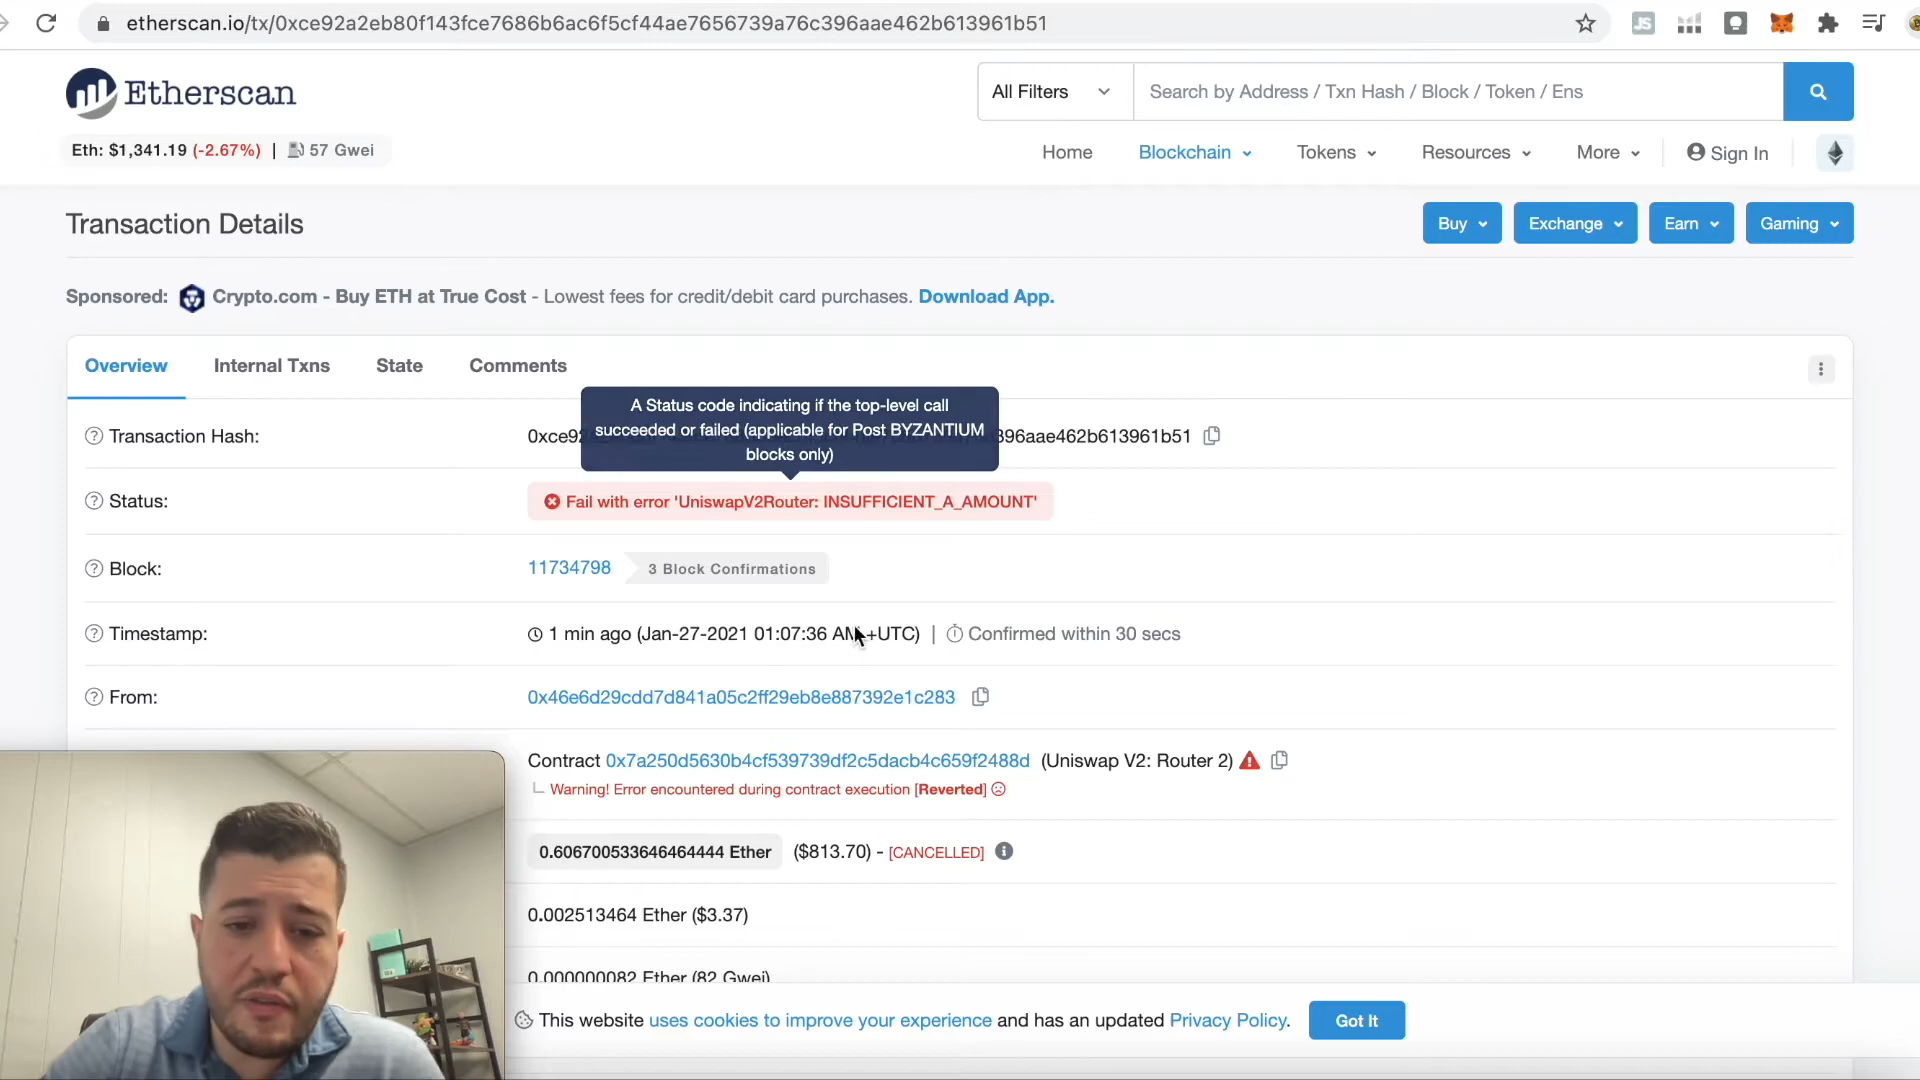 etherscan.io/tx/0xce92a2eb80f143fce7686b6ac6f5cf44ae7656739a76c396aae462b613961b51
JS
Etherscan
All Filters
Search by Address / Txn Hash / Block / Token / Ens
Eth: $1,341.19 (-2.67%) | 57 Gwei
Home
Blockchain
Tokens
Resources
More
Sign In
Transaction Details
Buy
Exchange
Earn
Gaming
Sponsored: Crypto.com - Buy ETH at True Cost - Lowest fees for credit/debit card purchases. Download App.
Overview
Internal Txns
State
Comments
A Status code indicating if the top-level call
succeeded or failed (applicable for Post BYZANTIUM
blocks only)
Transaction Hash:
0xce92 396aae462b613961b51
Status:
Fail with error 'UniswapV2Router: INSUFFICIENT_A_AMOUNT'
Block:
11734798
3 Block Confirmations
Timestamp:
1 min ago (Jan-27-2021 01:07:36 AM +UTC) | Confirmed within 30 secs
From:
0x46e6d29cdd7d841a05c2ff29eb8e887392e1c283
Contract 0x7a250d5630b4cf539739df2c5dacb4c659f2488d (Uniswap V2: Router 2)
Warning! Error encountered during contract execution [Reverted]
0.606700533646464444 Ether ($813.70) - [CANCELLED]
0.002513464 Ether ($3.37)
0.000000082 Ether (82 Gwei)
This website uses cookies to improve your experience and has an updated Privacy Policy.
Got It